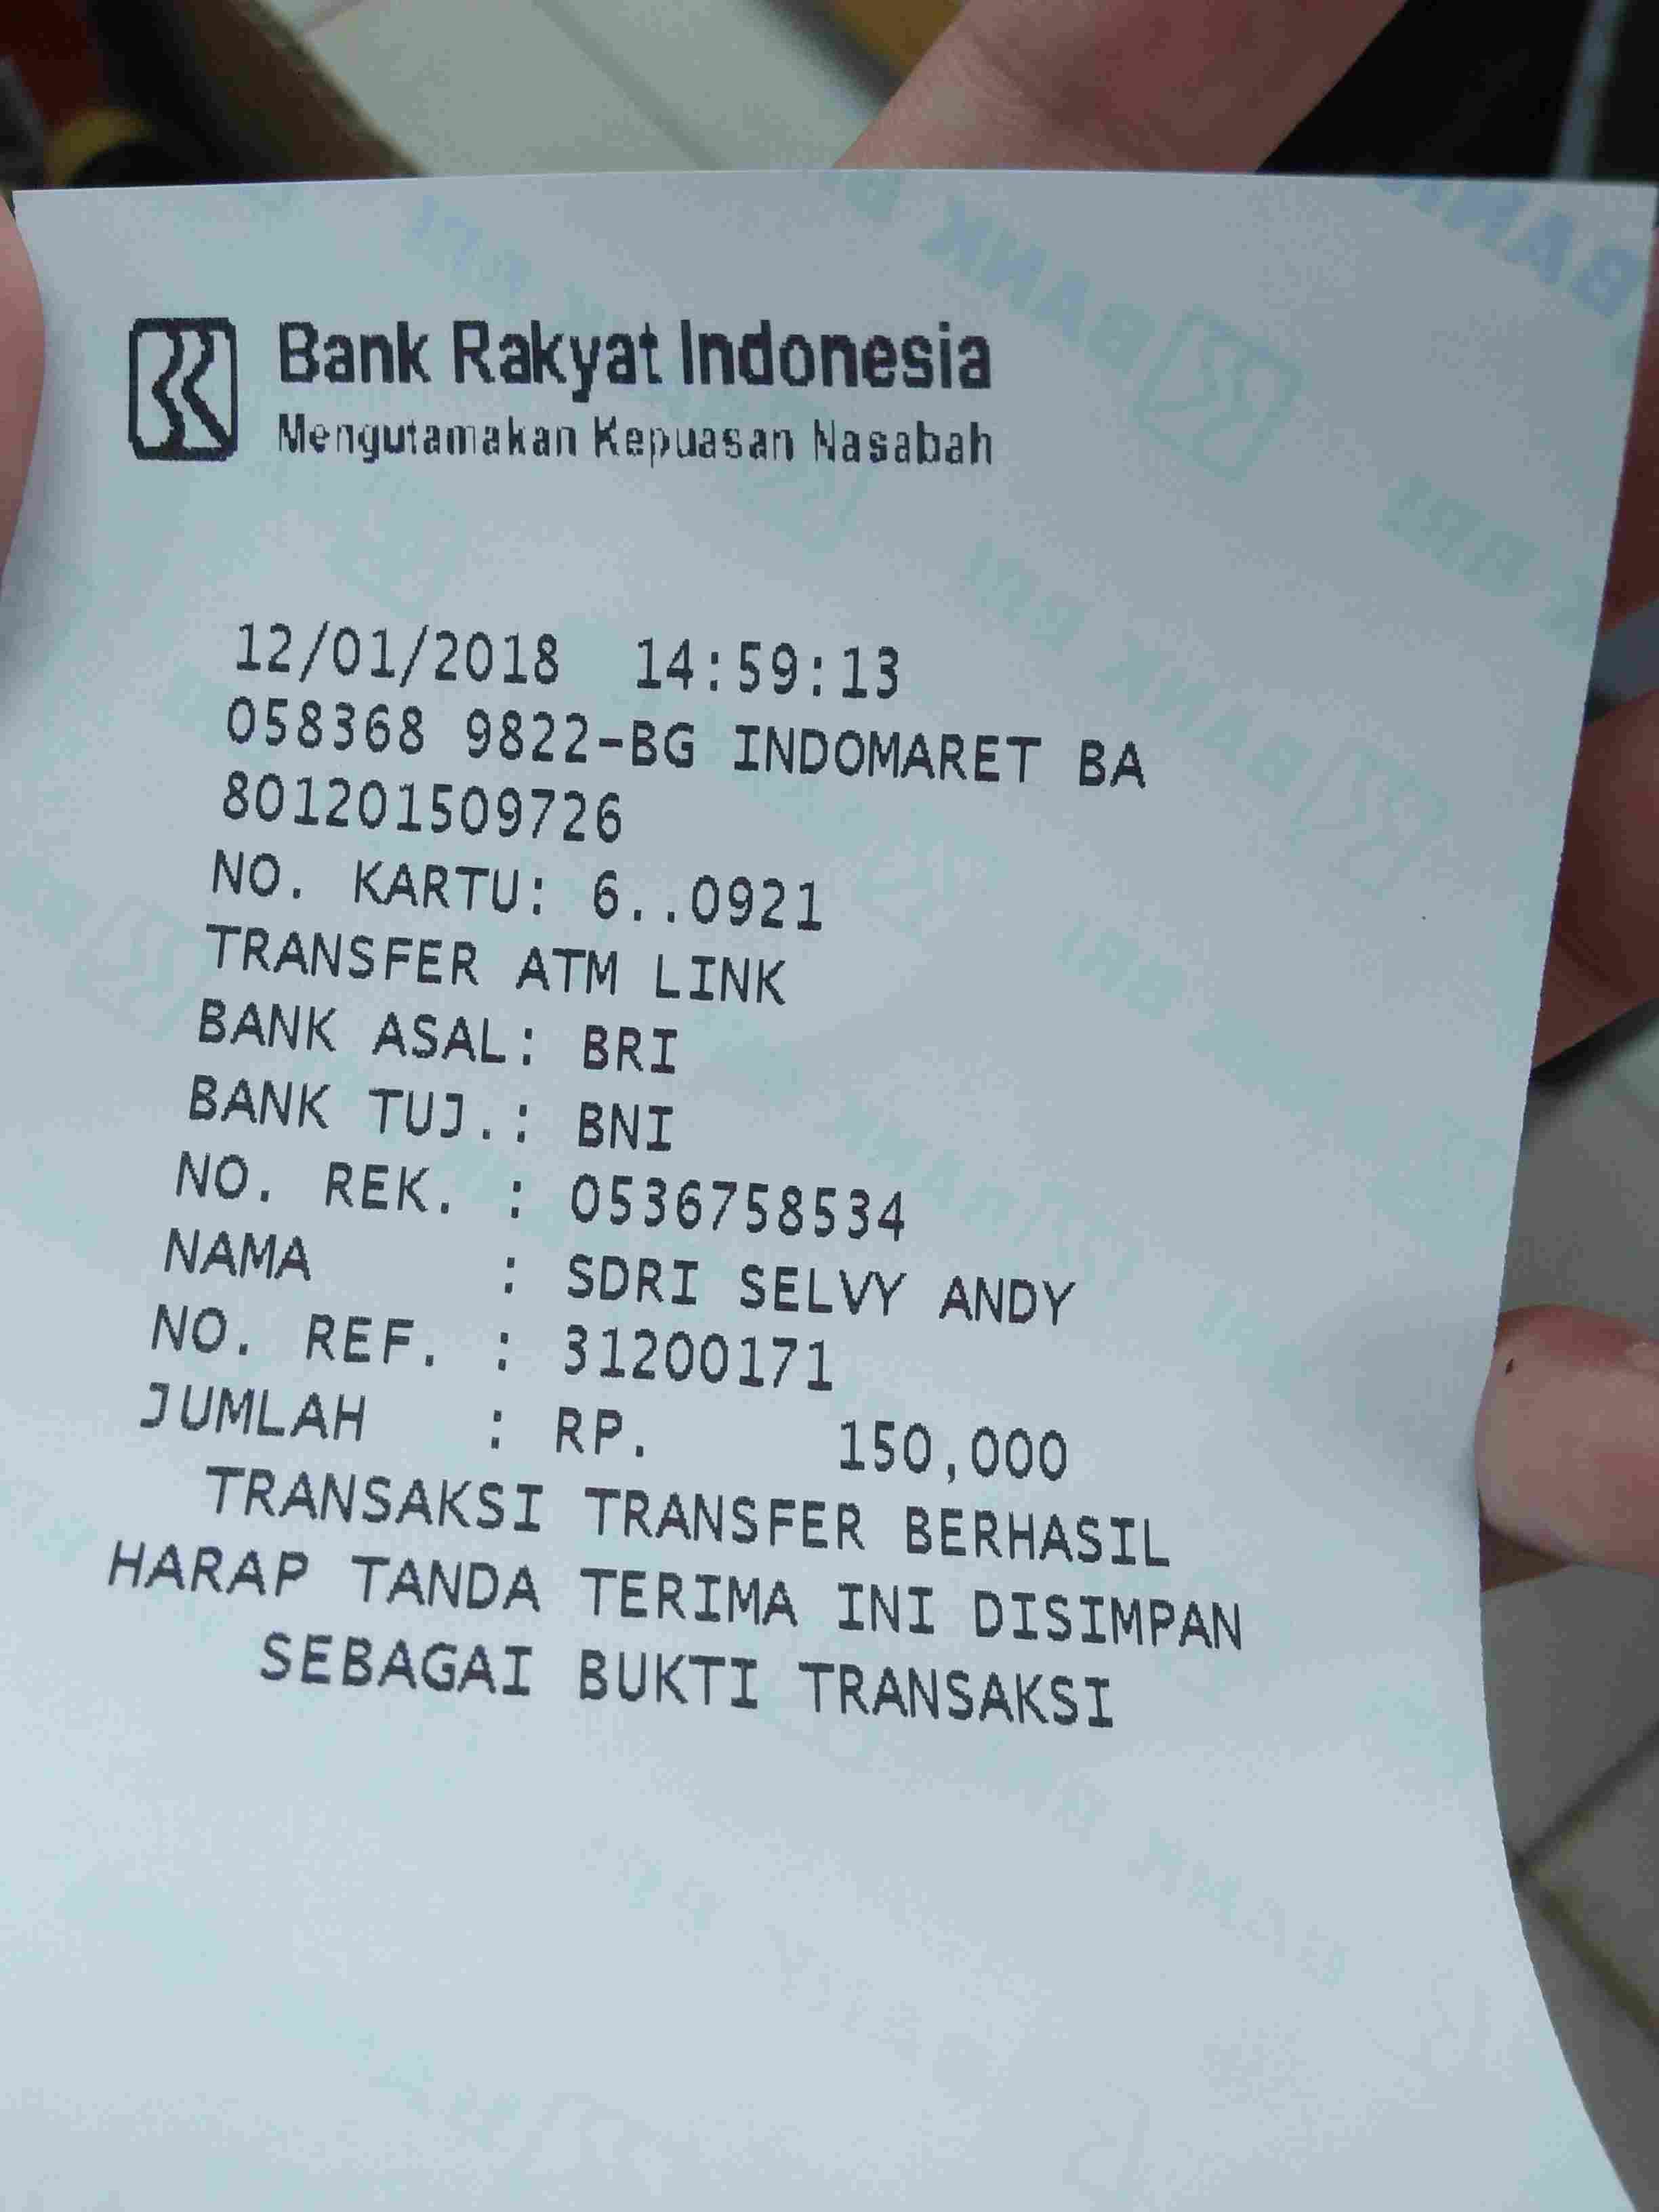 Bank Rakyat Indonesia
Mengutamakan Kepuasan Nasabah
12/01/2018 14:59:13
058368 9822-BG INDOMARET BA
801201509726
NO. KARTU: 6..0921
TRANSFER ATM LINK
BANK ASAL: BRI
BANK TUJ.: BNI
NO. REK. : 0536758534
NAMA : SDRI SELVY ANDY
NO. REF. : 31200171
JUMLAH : RP. 150,000
TRANSAKSI TRANSFER BERHASIL
HARAP TANDA TERIMA INI DISIMPAN
SEBAGAI BUKTI TRANSAKSI